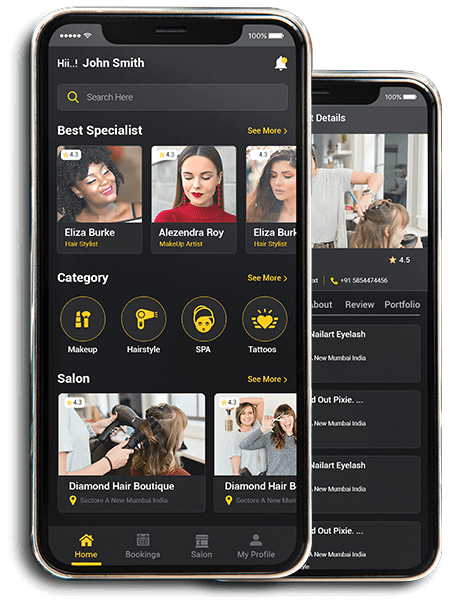 100%
Hii..! John Smith
Search Here
Best Specialist
See More >
4.3
4.3
4.3
Eliza Burke
Alezendra Roy
Eliza Burk
Hair Stylist
MakeUp Artist
Hair Stylist
Category
See More >
Makeup
Hairstyle
SPA
Tattoos
Salon
See More >
4.3
4.3
Diamond Hair Boutique
Diamond Hair B
Sectore A New Mumbai India
Sectore A New Mumbai
Home
Bookings
Salon
My Profile
100%
t Details
4.5
ext
+91 5854474456
About
Review
Portfolio
Nailart Eyelash
A New Mumbai India
d Out Pixie. ...
A New Mumbai India
Nailart Eyelash
A New Mumbai India
d Out Pixie. ...
A New Mumbai India